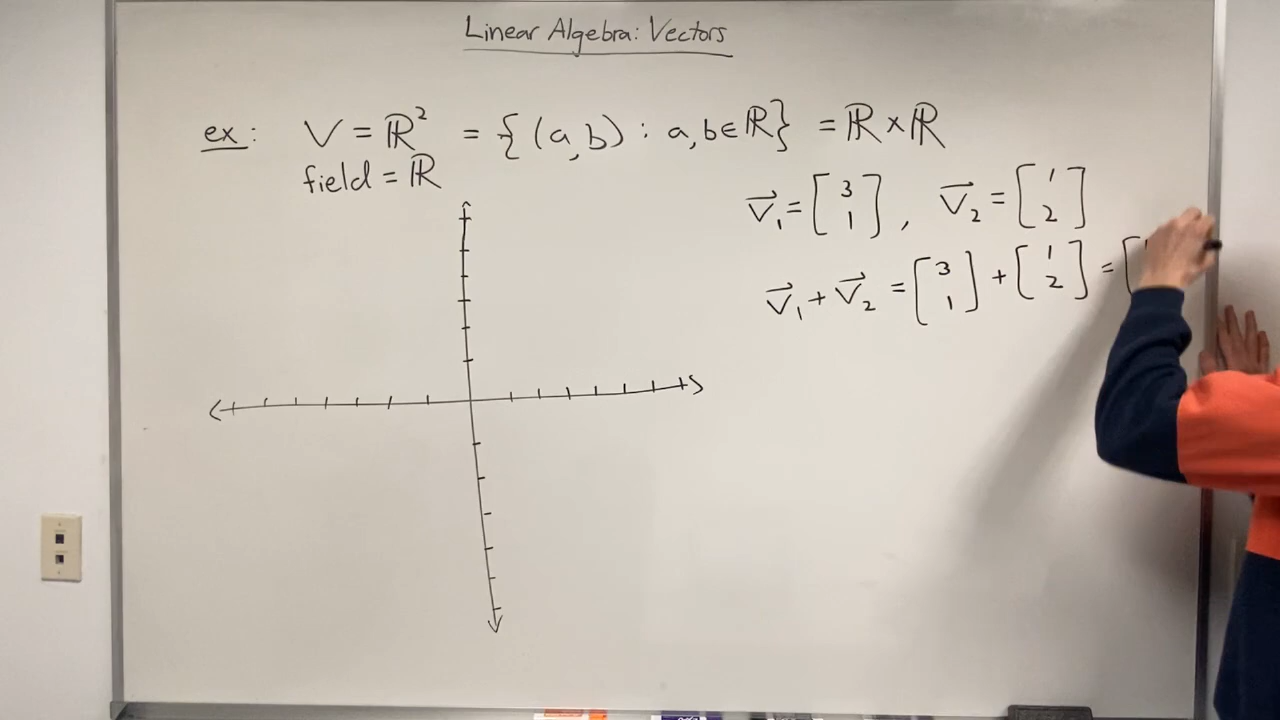 Linear Algebra: Vectors
ex: V = ℝ² = {(a,b) : a,b∈ℝ} = ℝ×ℝ
field = ℝ
v⃗₁ = [3 1], v⃗₂ = [1 2]
v⃗₁ + v⃗₂ = [3 1] + [1 2] = [